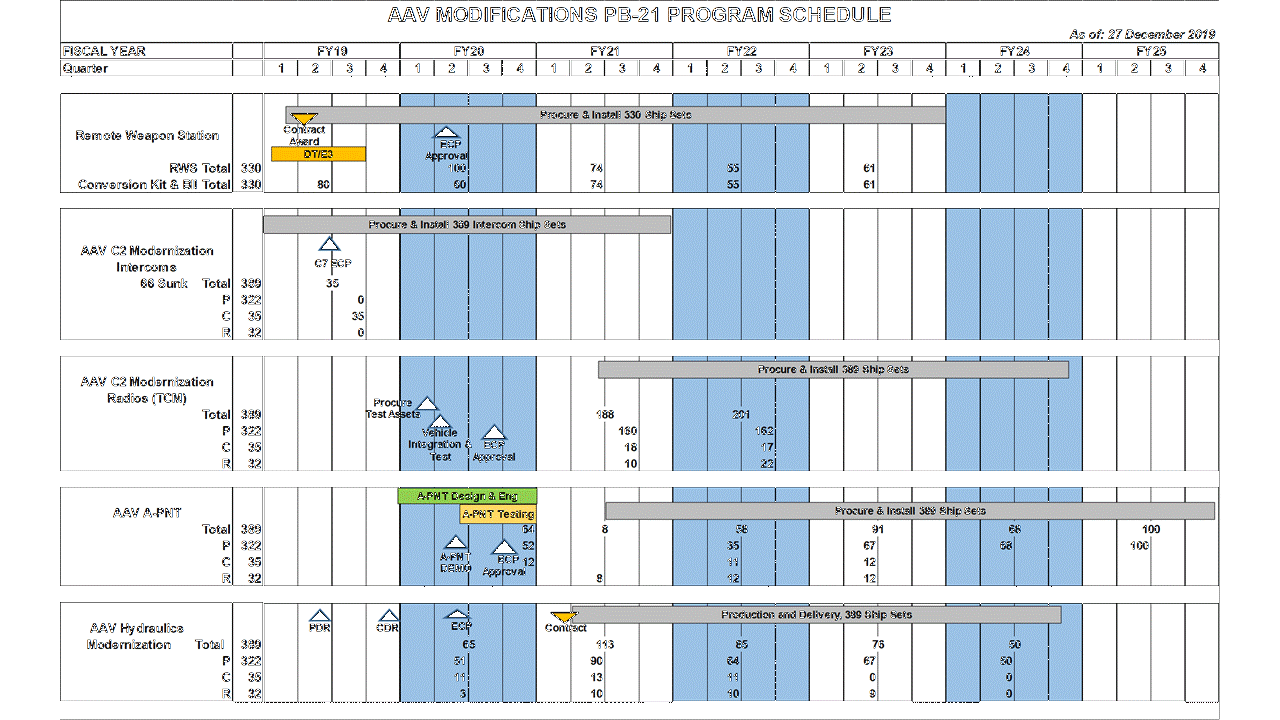 AAV MODIFICATIONS PB-21 PROGRAM SCHEDULE
As of: 27 December 2019
FISCAL YEAR FY19 FY20 FY21 FY22 FY23 FY24 FY25
Quarter 1 2 3 4 1 2 3 4 1 2 3 4 1 2 3 4 1 2 3 4 1 2 3 4 1 2 3 4
Procure & Install 330 Ship Sets
Remote Weapon Station
Contract
Award
ECP
Approval
DT/E3
RWS Total 330 100 74 55 61
Conversion Kit & BII Total 330 80 60 74 55 61
Procure & Install 389 Intercom Ship Sets
AAV C2 Modernization
Intercoms
C7 ECP
66 Sunk Total 389 35
P 322 0
C 35 35
R 32 0
Procure & Install 389 Ship Sets
AAV C2 Modernization
Radios (TCM)
Procure
Test Assets
Vehicle
Integration &
Test
ECP
Approval
Total 389 188 201
P 322 160 162
C 35 18 17
R 32 10 22
A-PNT Design & Eng
A-PNT Testing
Procure & Install 389 Ship Sets
AAV A-PNT
Total 389 64 8 58 91 68 100
P 322 52 35 67 68 100
C 35 12 11 12
R 32 8 12 12
A-PNT
DEMO
ECP
Approval
Production and Delivery, 389 Ship Sets
PDR
CDR
ECP
Contract
AAV Hydraulics
Modernization Total 389 65 113 85 76 50
P 322 51 90 64 67 50
C 35 11 13 11 0 0
R 32 3 10 10 9 0